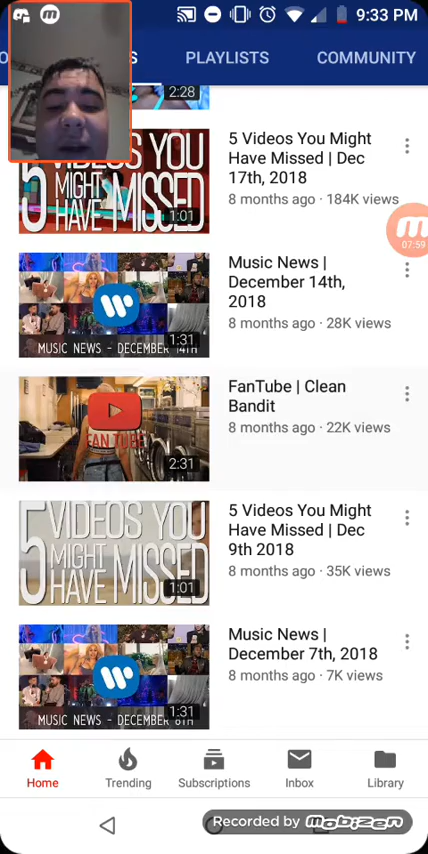 9:33 PM
S
PLAYLISTS
COMMUNITY
2:28
5 VIDEOS YOU
MIGHT
HAVE MISSED
1:01
5 Videos You Might
Have Missed | Dec
17th, 2018
8 months ago · 184K views
07:59
MUSIC NEWS - DECEMBER 14TH
1:31
Music News |
December 14th,
2018
8 months ago · 28K views
FAN TUBE
2:31
FanTube | Clean
Bandit
8 months ago · 22K views
5 VIDEOS YOU
MIGHT
HAVE MISSED
1:01
5 Videos You Might
Have Missed | Dec
9th 2018
8 months ago · 35K views
MUSIC NEWS - DECEMBER 8TH
1:31
Music News |
December 7th, 2018
8 months ago · 7K views
Home
Trending
Subscriptions
Inbox
Library
Recorded by mobizen